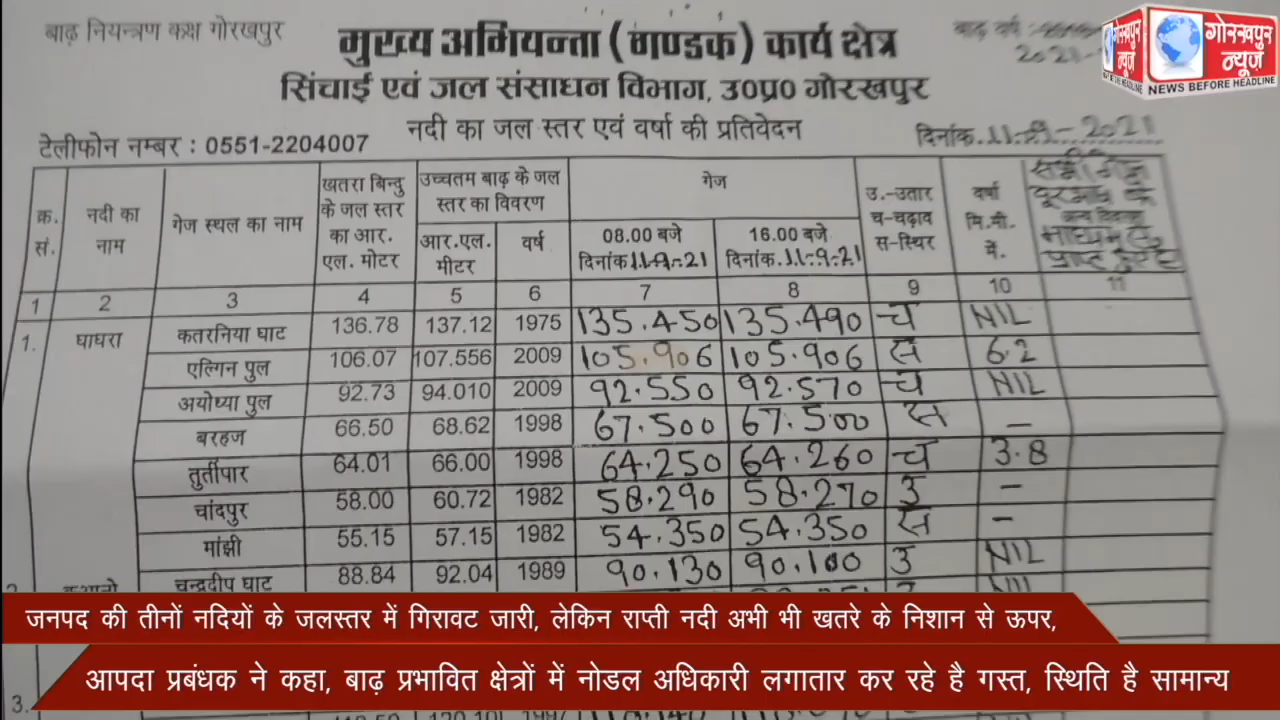 बाढ़ नियन्त्रण कक्ष गोरखपुर
मुख्य अभियन्ता (गण्डक) कार्य क्षेत्र
बाढ़ वर्ष
2021-
गोरखपुर
न्यूज
NEWS BEFORE HEADLINE
सिंचाई एवं जल संसाधन विभाग, उ0प्र0 गोरखपुर
नदी का जल स्तर एवं वर्षा की प्रतिवेदन
टेलीफोन नम्बर : 0551-2204007
दिनांक.11-9-2021
क्र. सं.
नदी का नाम
गेज स्थल का नाम
खतरा बिन्दु के जल स्तर का आर. एल. मीटर
उच्चतम बाढ़ के जल स्तर का विवरण
आर.एल. मीटर
वर्ष
गेज
08.00 बजे दिनांक 11-9-21
16.00 बजे दिनांक 11-9-21
उ.-उतार च-चढ़ाव स-स्थिर
वर्षा मि.मी. में.
1 2 3 4 5 6 7 8 9 10 11
1. घाघरा कतरनिया घाट 136.78 137.12 1975 135.450 135.490 च NIL
एल्गिन पुल 106.07 107.556 2009 105.906 105.906 स 6.2
अयोध्या पुल 92.73 94.010 2009 92.550 92.570 च NIL
बरहज 66.50 68.62 1998 67.500 67.500 स –
तुर्तीपार 64.01 66.00 1998 64.250 64.260 च 3.8
चांदपुर 58.00 60.72 1982 58.290 58.270 उ –
मांझी 55.15 57.15 1982 54.350 54.350 स –
चन्द्रदीप घाट 88.84 92.04 1989 90.130 90.100 उ NIL
जनपद की तीनों नदियों के जलस्तर में गिरावट जारी, लेकिन राप्ती नदी अभी भी खतरे के निशान से ऊपर,
आपदा प्रबंधक ने कहा, बाढ़ प्रभावित क्षेत्रों में नोडल अधिकारी लगातार कर रहे है गस्त, स्थिति है सामान्य
3.